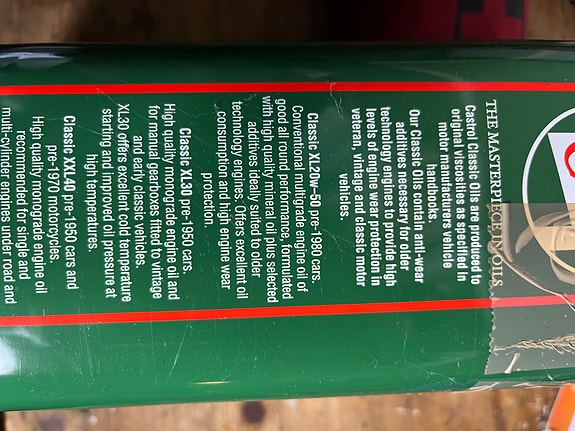 THE MASTERPIECE IN OILS
Castrol Classic Oils are produced to
original viscosities as specified in
motor manufacturers vehicle
handbooks.
Our Classic Oils contain anti-wear
additives necessary for older
technology engines to provide high
levels of engine wear protection in
veteran, vintage and classic motor
vehicles.
Classic XL20w-50 pre-1980 cars.
Conventional multigrade engine oil of
good all round performance, formulated
with high quality mineral oil plus selected
additives ideally suited to older
technology engines. Offers excellent oil
consumption and high engine wear
protection.
Classic XL30 pre-1950 cars.
High quality monograde engine oil and
for manual gearboxes fitted to vintage
and early classic vehicles.
XL30 offers excellent cold temperature
starting and improved oil pressure at
high temperatures.
Classic XXL40 pre-1950 cars and
pre-1970 motorcycles.
High quality monograde engine oil
recommended for single and
multi-cylinder engines under road and